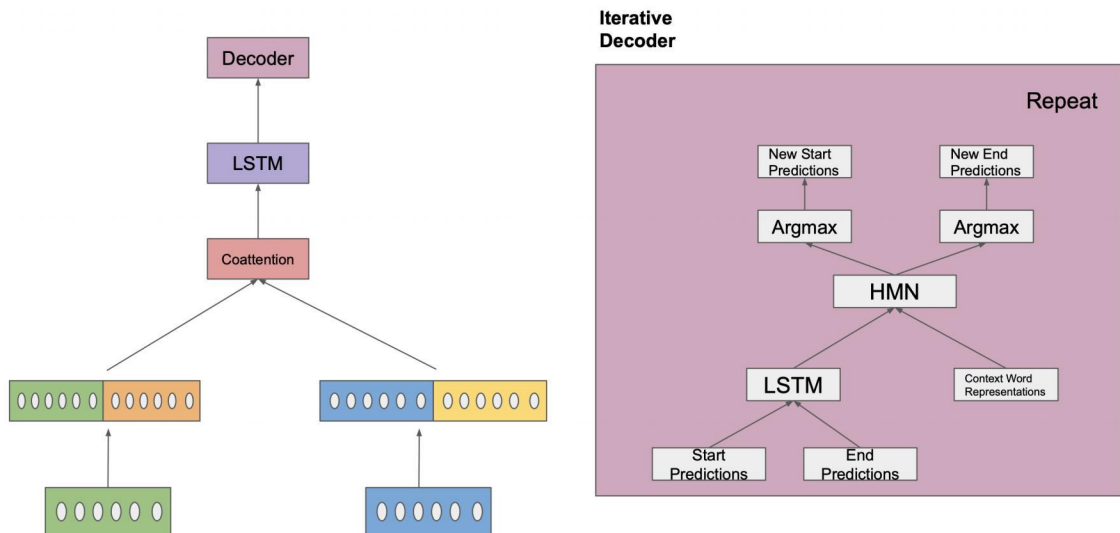 Decoder
LSTM
Coattention
Iterative
Decoder
Repeat
New Start
Predictions
New End
Predictions
Argmax
Argmax
HMN
LSTM
Context Word
Representations
Start
Predictions
End
Predictions